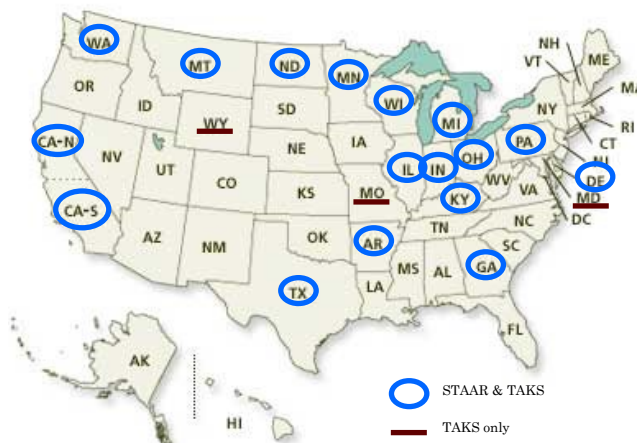 WA
MT
ND
MN
NH
VT
ME
OR
ID
WY
SD
WI
MI
NY
MA
RI
CT
CA-N
NV
UT
NE
IA
IL
IN
OH
PA
NJ
DE
MD
DC
CO
KS
MO
KY
WV
VA
CA-S
AZ
NM
OK
AR
TN
NC
SC
TX
LA
MS
AL
GA
FL
AK
HI
STAAR & TAKS
TAKS only